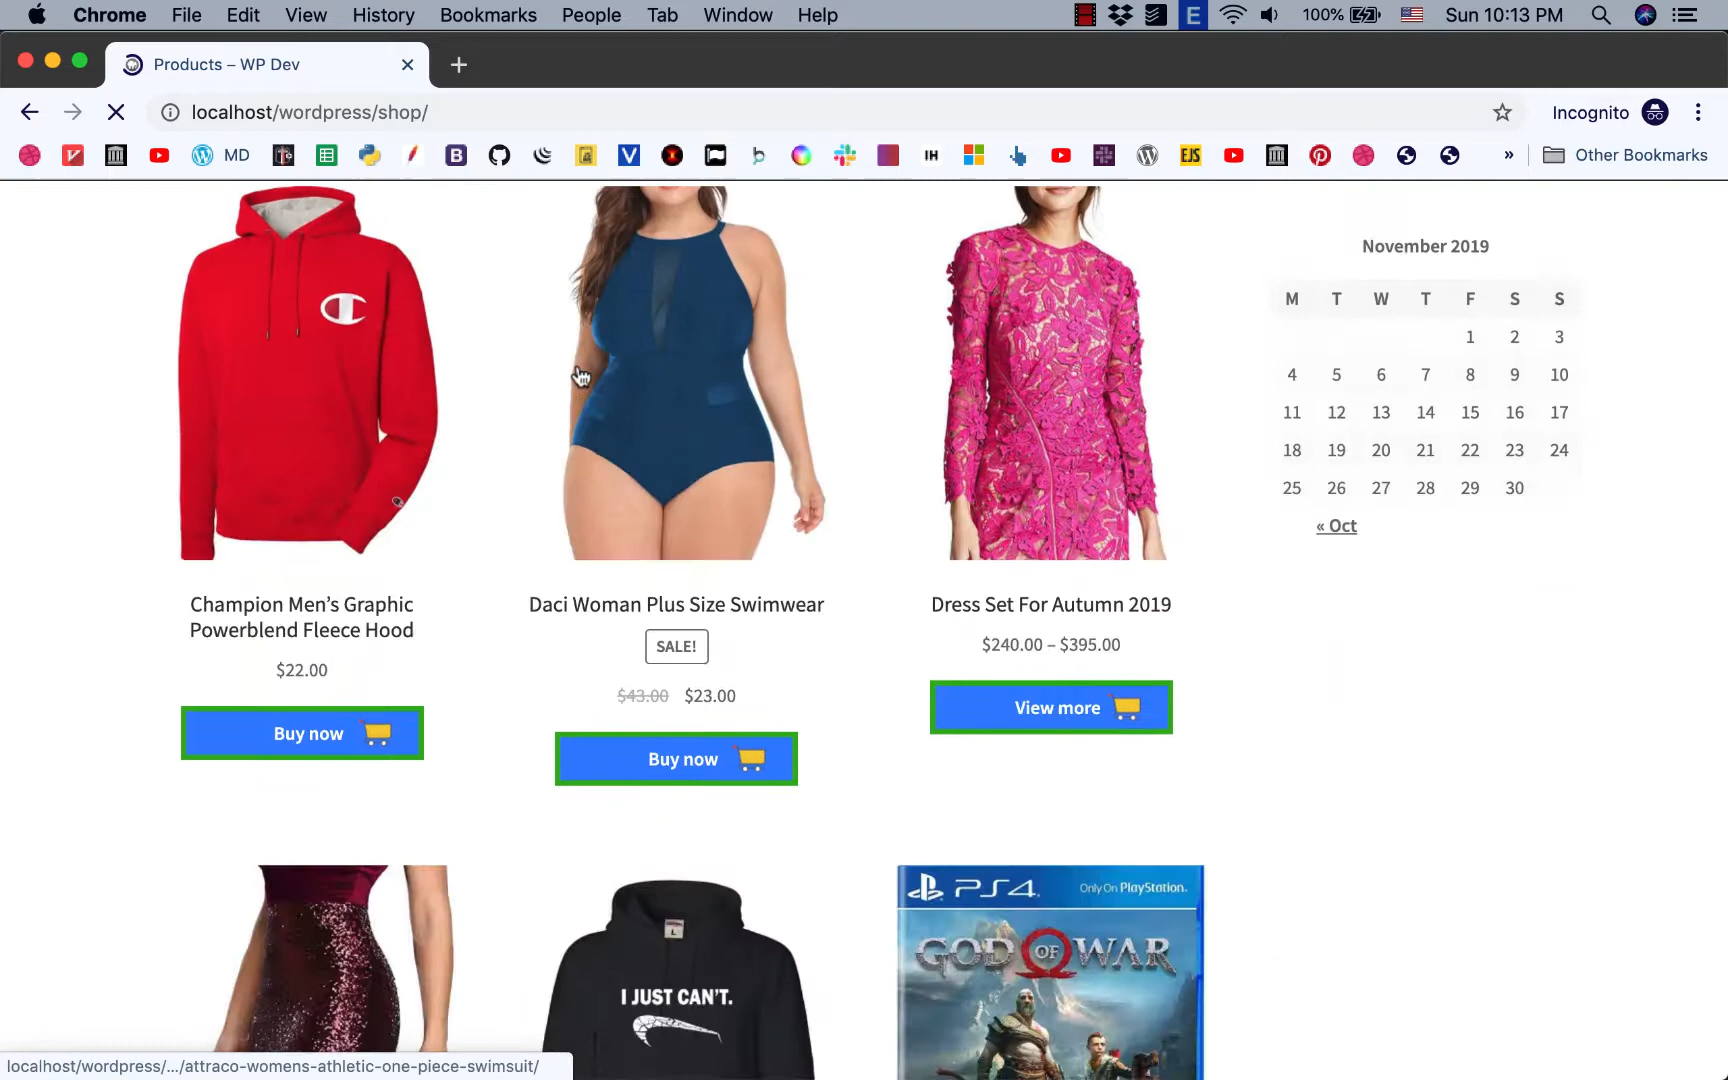 Chrome File Edit View History Bookmarks People Tab Window Help E 100% Sun 10:13 PM
Products – WP Dev
localhost/wordpress/shop/ Incognito
MD B V b IH EJS » Other Bookmarks
November 2019
M T W T F S S
1 2 3
4 5 6 7 8 9 10
11 12 13 14 15 16 17
18 19 20 21 22 23 24
25 26 27 28 29 30
« Oct
Champion Men’s Graphic
Powerblend Fleece Hood
$22.00
Buy now
Daci Woman Plus Size Swimwear
SALE!
$43.00 $23.00
Buy now
Dress Set For Autumn 2019
$240.00 – $395.00
View more
L
I JUST CAN'T.
PS4 Only On PlayStation.
GOD OF WAR
localhost/wordpress/.../attraco-womens-athletic-one-piece-swimsuit/